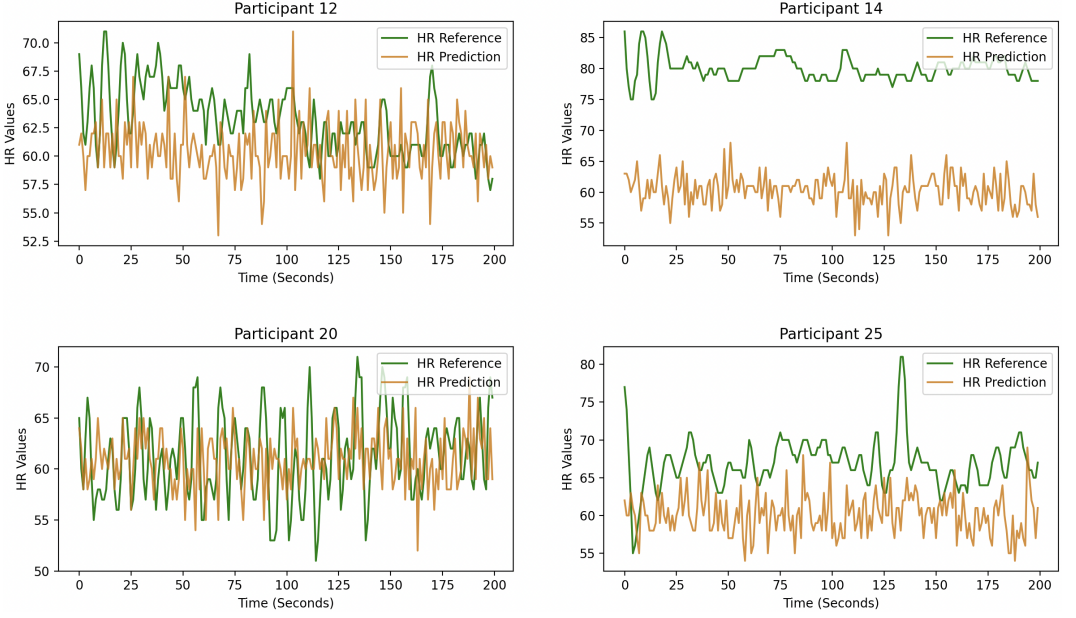 Participant 12
HR Values
70.0
67.5
65.0
62.5
60.0
57.5
55.0
52.5
HR Reference
HR Prediction
0 25 50 75 100 125 150 175 200
Time (Seconds)
Participant 14
HR Values
85
80
75
70
65
60
55
HR Reference
HR Prediction
0 25 50 75 100 125 150 175 200
Time (Seconds)
Participant 20
HR Values
70
65
60
55
50
HR Reference
HR Prediction
0 25 50 75 100 125 150 175 200
Time (Seconds)
Participant 25
HR Values
80
75
70
65
60
55
HR Reference
HR Prediction
0 25 50 75 100 125 150 175 200
Time (Seconds)